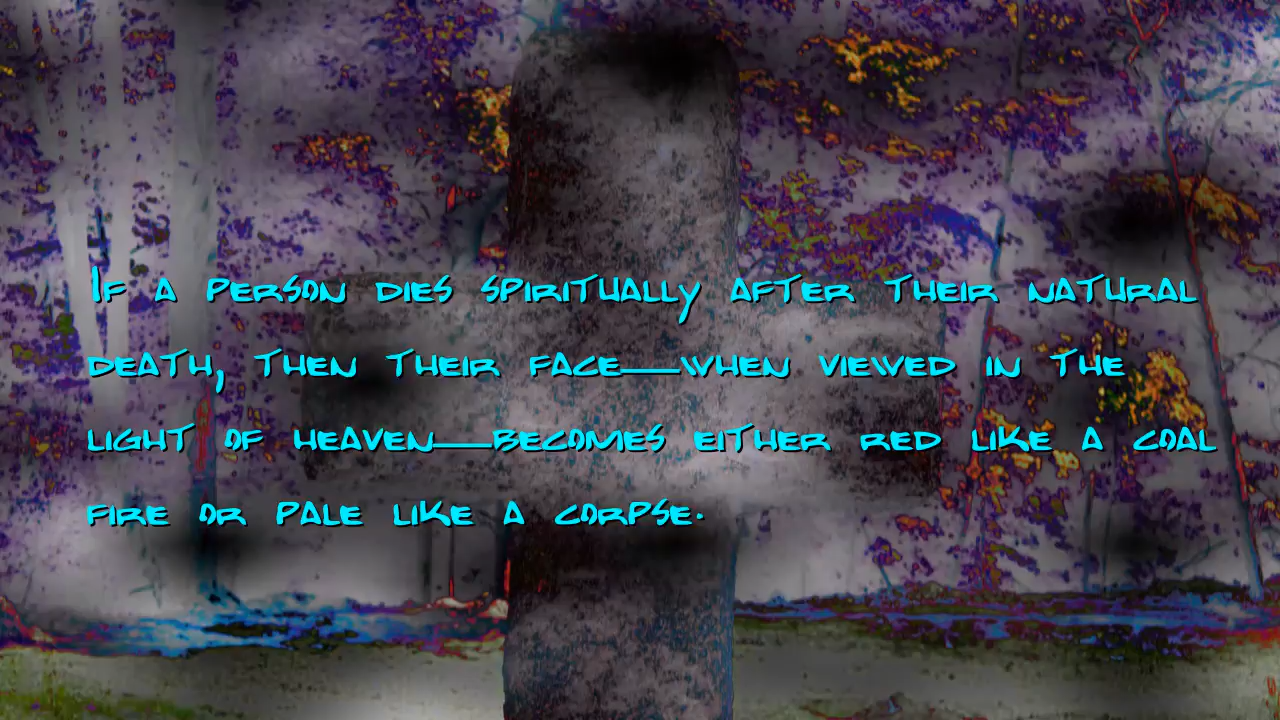 If a person dies spiritually after their natural
death, then their face—when viewed in the
light of heaven—becomes either red like a coal
fire or pale like a corpse.